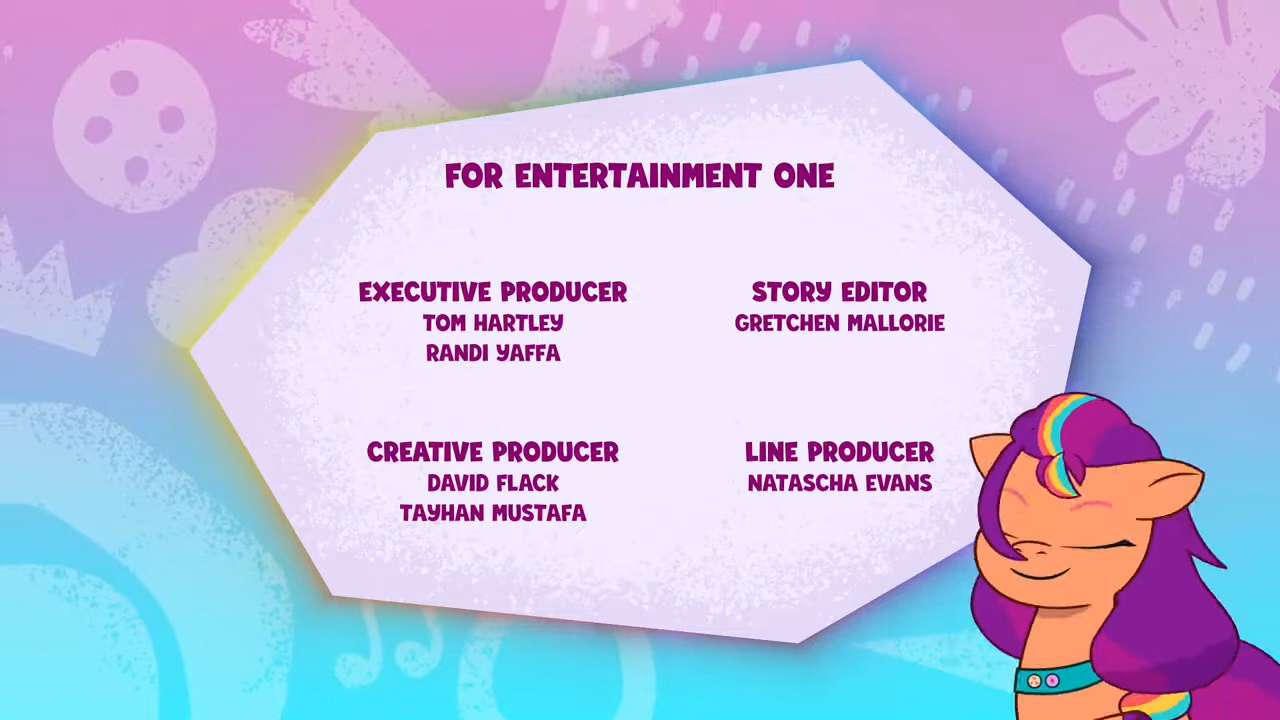 FOR ENTERTAINMENT ONE
EXECUTIVE PRODUCER
TOM HARTLEY
RANDI YAFFA
STORY EDITOR
GRETCHEN MALLORIE
CREATIVE PRODUCER
DAVID FLACK
TAYHAN MUSTAFA
LINE PRODUCER
NATASCHA EVANS